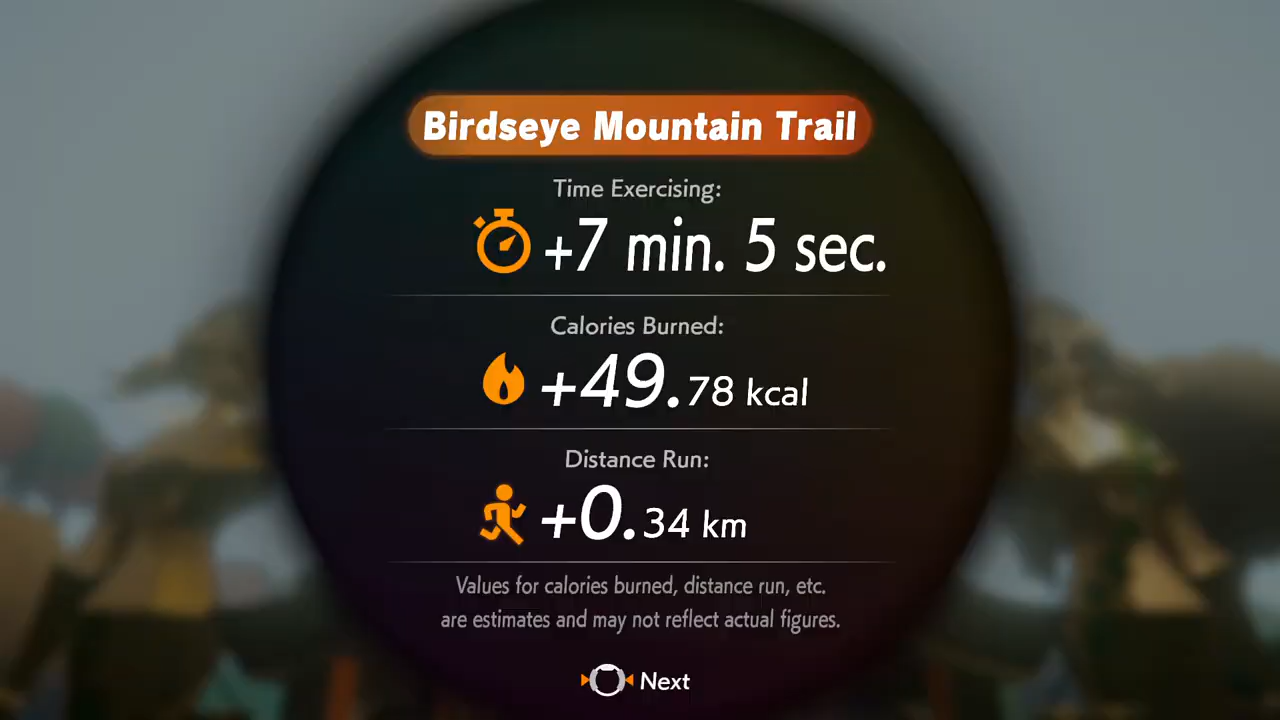 Birdseye Mountain Trail
Time Exercising:
+7 min. 5 sec.
Calories Burned:
+49.78 kcal
Distance Run:
+0.34 km
Values for calories burned, distance run, etc.
are estimates and may not reflect actual figures.
Next